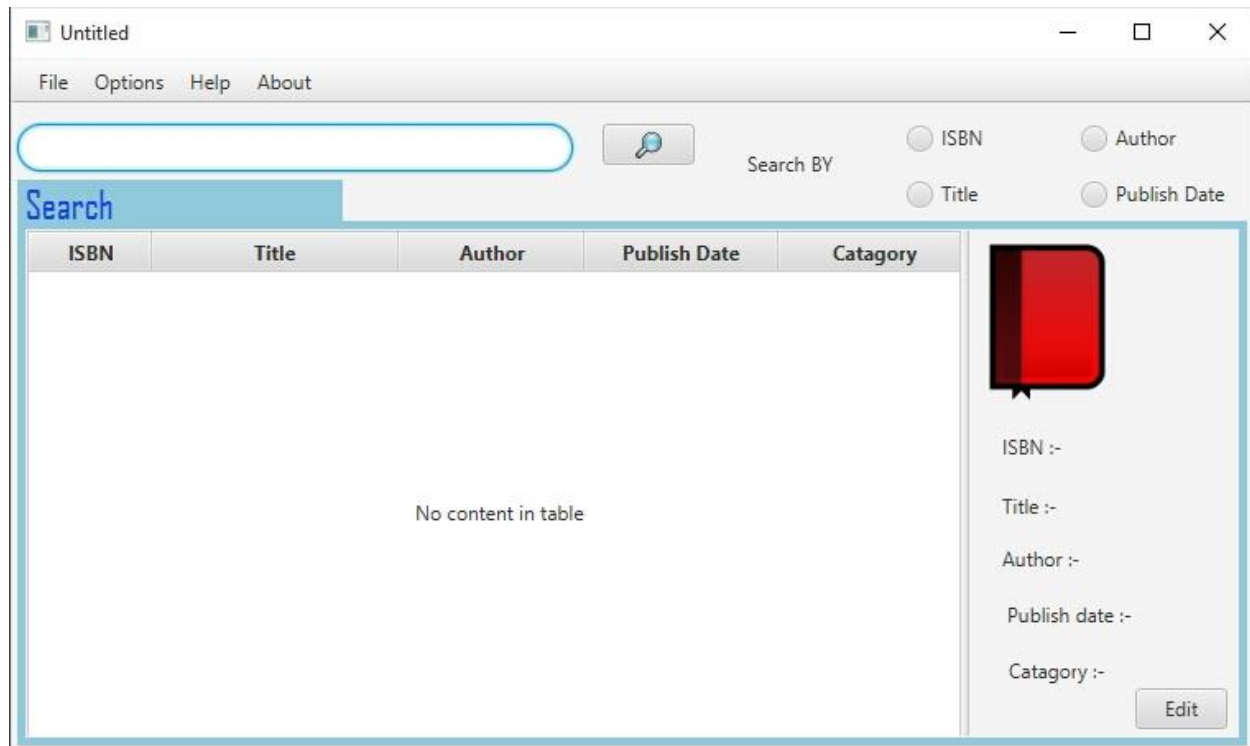 Untitled
File Options Help About
Search BY
ISBN Author
Title Publish Date
Search
ISBN Title Author Publish Date Catagory
No content in table
ISBN :-
Title :-
Author :-
Publish date :-
Catagory :-
Edit